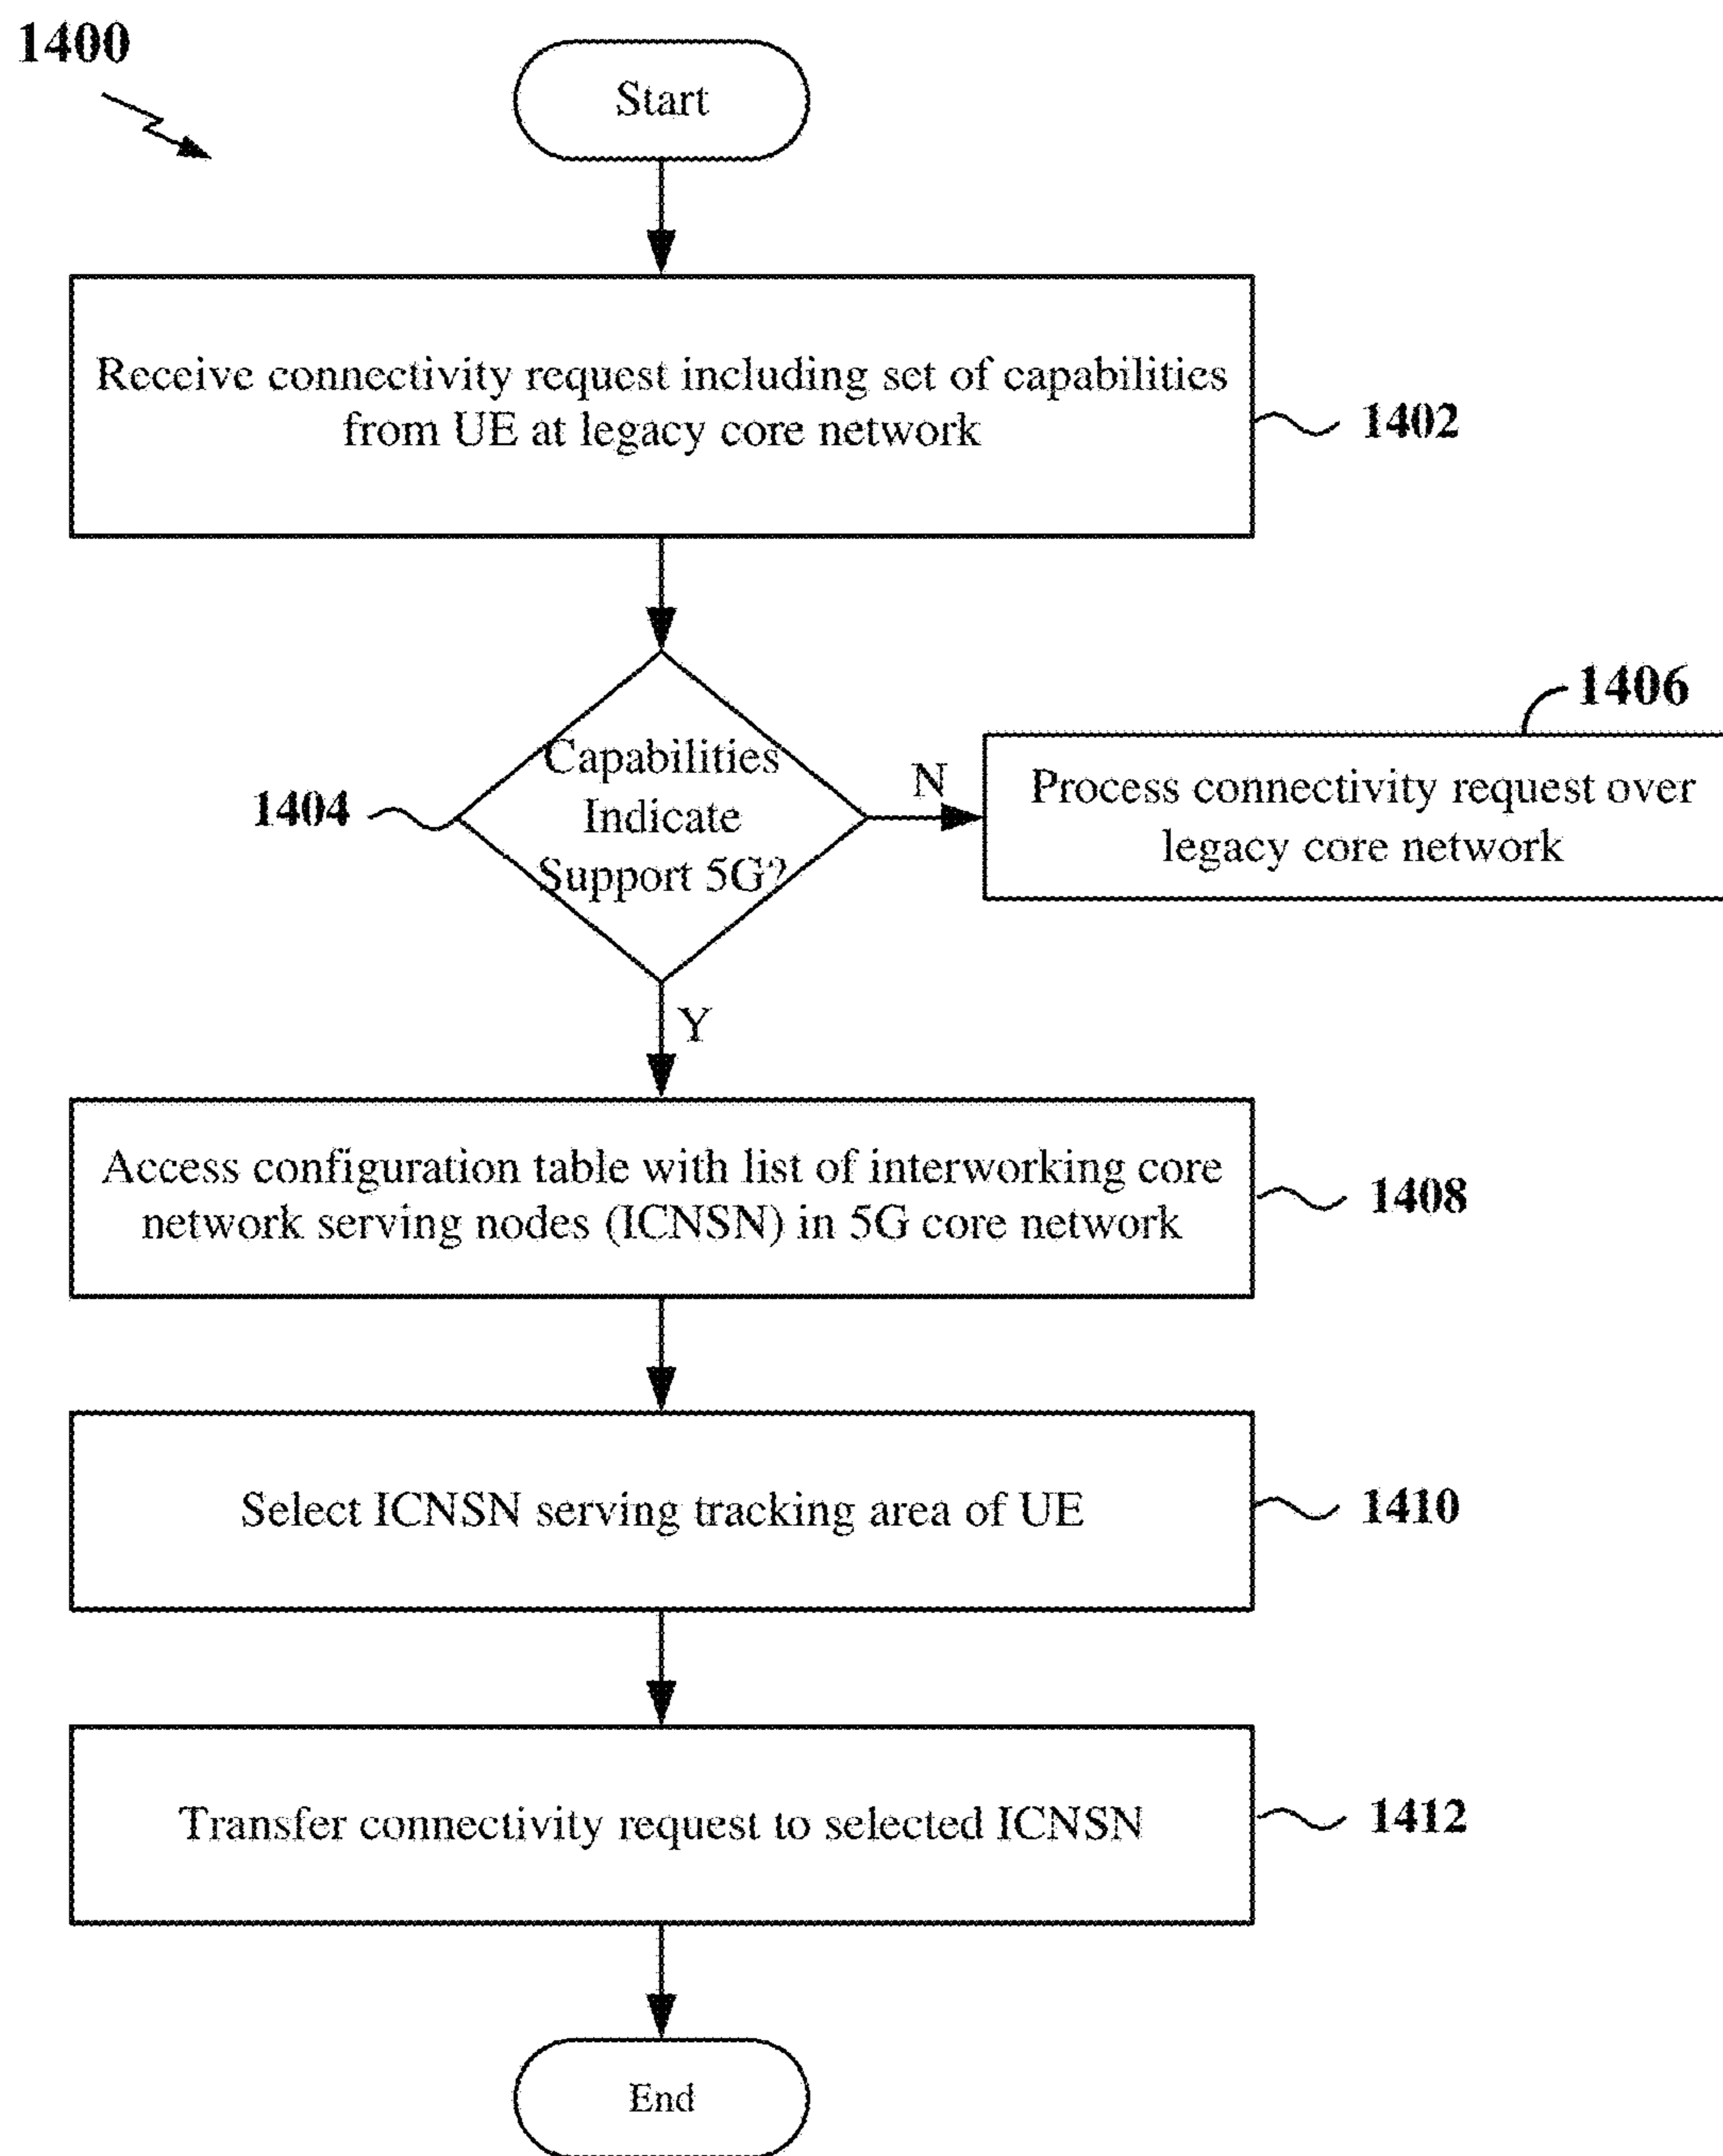 1400
Start
Receive connectivity request including set of capabilities
from UE at legacy core network
1402
1404
Capabilities
Indicate
Support 5G?
N
1406
Process connectivity request over
legacy core network
Y
Access configuration table with list of interworking core
network serving nodes (ICNSN) in 5G core network
1408
Select ICNSN serving tracking area of UE
1410
Transfer connectivity request to selected ICNSN
1412
End